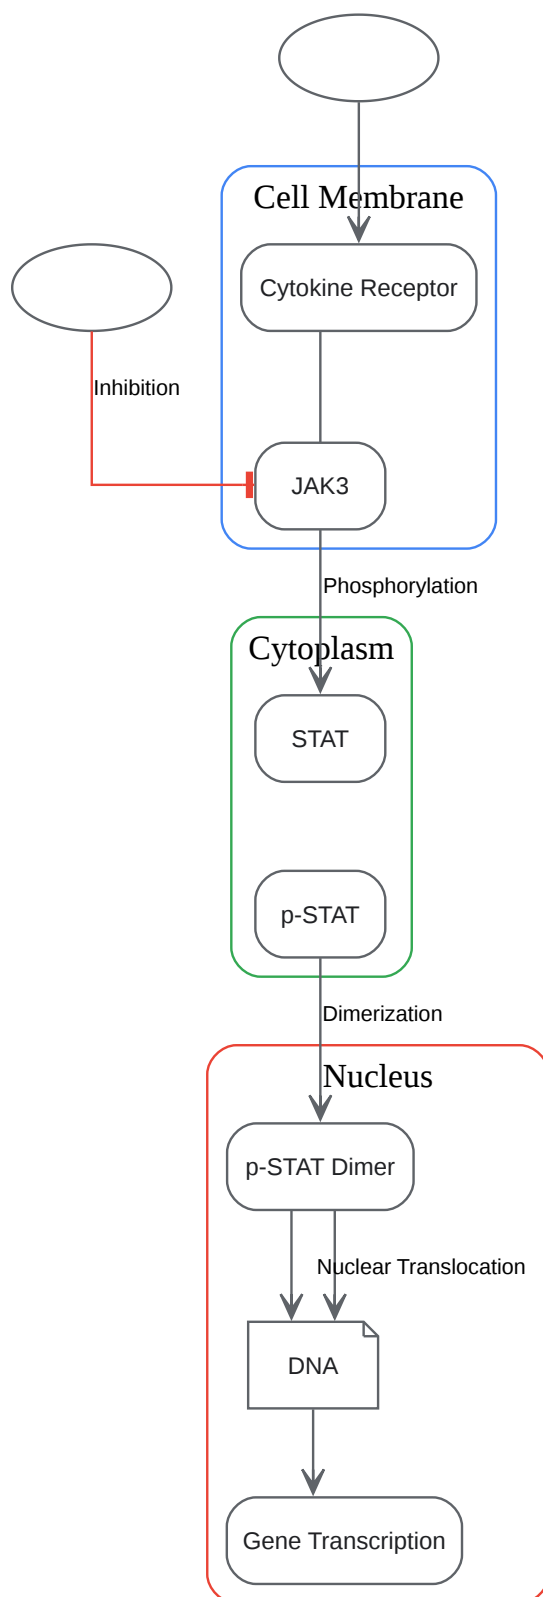 Cell Membrane
Cytokine Receptor
Inhibition
JAK3
Phosphorylation
Cytoplasm
STAT
p-STAT
Dimerization
Nucleus
p-STAT Dimer
Nuclear Translocation
DNA
Gene Transcription